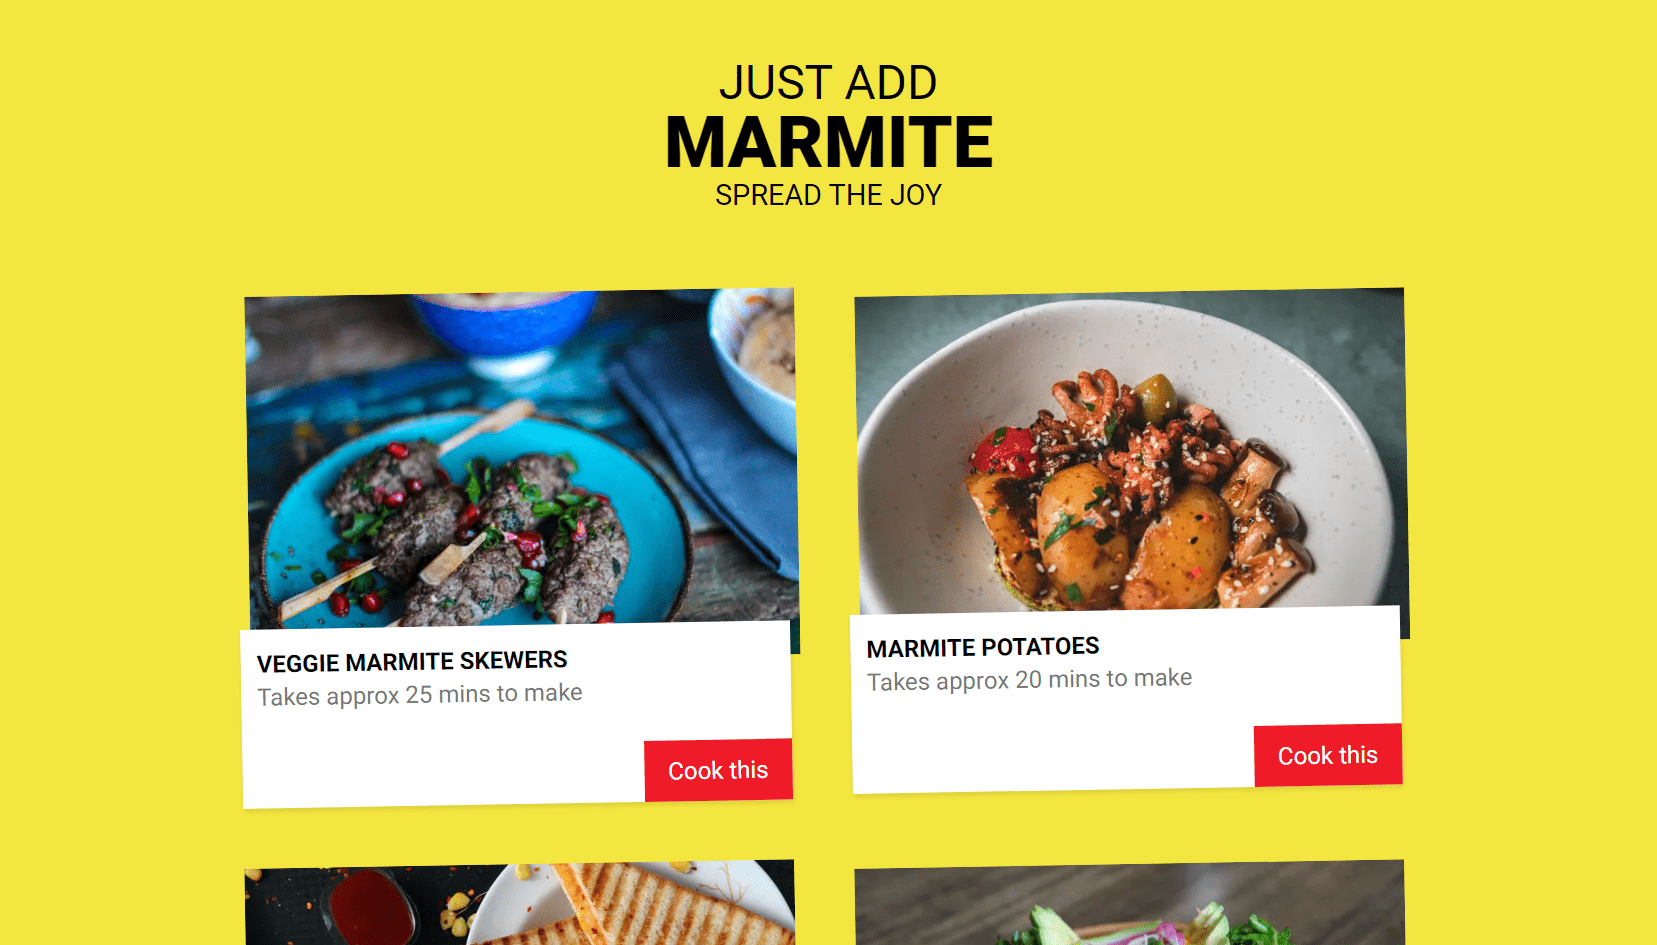 JUST ADD
MARMITE
SPREAD THE JOY
VEGGIE MARMITE SKEWERS
Takes approx 25 mins to make
Cook this
MARMITE POTATOES
Takes approx 20 mins to make
Cook this